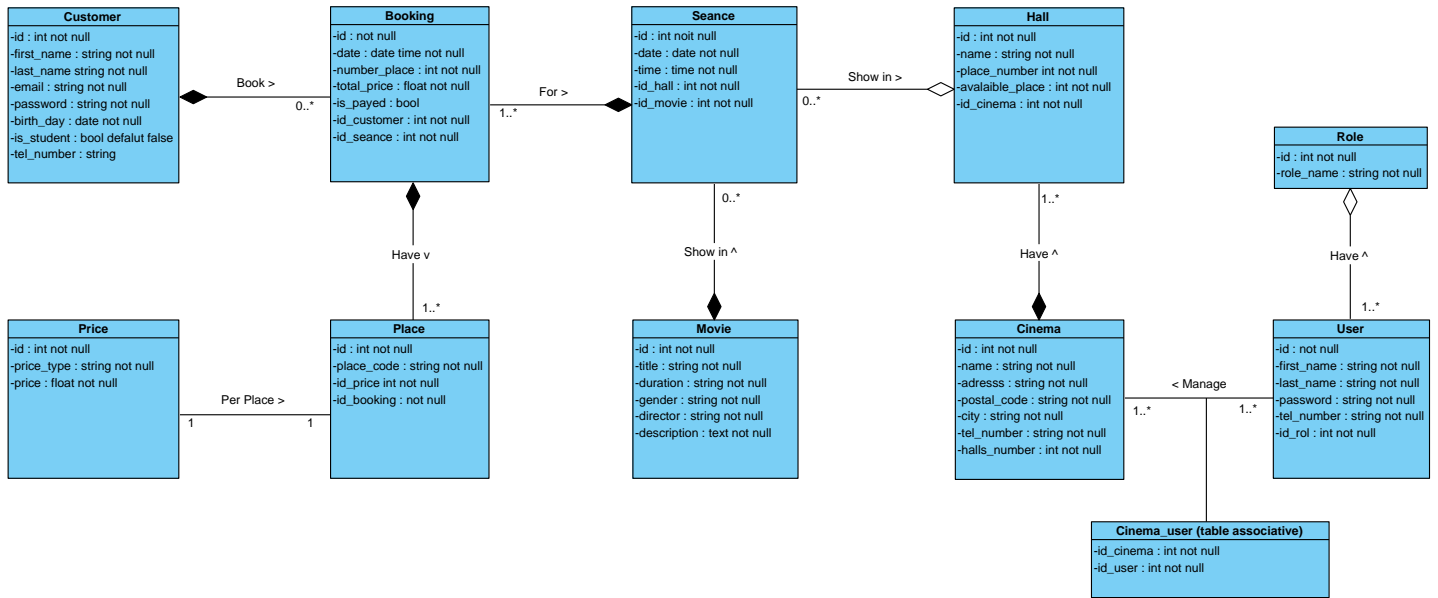 Customer
-id : int not null
-first_name : string not null
-last_name string not null
-email : string not null
-password : string not null
-birth_day : date not null
-is_student : bool defalut false
-tel_number : string
Book >
0..*
Booking
-id : not null
-date : date time not null
-number_place : int not null
-total_price : float not null
-is_payed : bool
-id_customer : int not null
-id_seance : int not null
For >
1..*
Seance
-id : int noit null
-date : date not null
-time : time not null
-id_hall : int not null
-id_movie : int not null
Show in >
0..*
Hall
-id : int not null
-name : string not null
-place_number int not null
-avalaible_place : int not null
-id_cinema : int not null
Role
-id : int not null
-role_name : string not null
Have v
1..*
0..*
Show in ^
1..*
Have ^
Have ^
1..*
Price
-id : int not null
-price_type : string not null
-price : float not null
Per Place >
1
1
Place
-id : int not null
-place_code : string not null
-id_price int not null
-id_booking : not null
Movie
-id : int not null
-title : string not null
-duration : string not null
-gender : string not null
-director : string not null
-description : text not null
Cinema
-id : int not null
-name : string not null
-adresss : string not null
-postal_code : string not null
-city : string not null
-tel_number : string not null
-halls_number : int not null
< Manage
1..*
1..*
User
-id : not null
-first_name : string not null
-last_name : string not null
-password : string not null
-tel_number : string not null
-id_rol : int not null
Cinema_user (table associative)
-id_cinema : int not null
-id_user : int not null